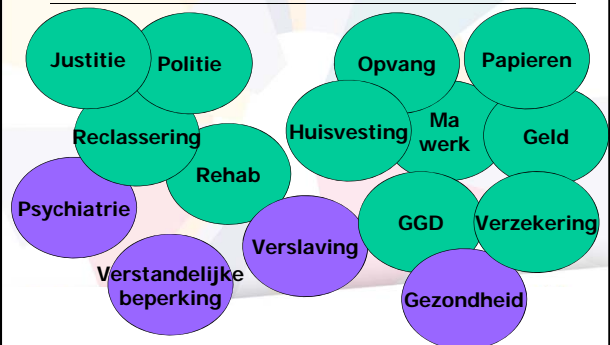 Justitie
Politie
Opvang
Papieren
Reclassering
Huisvesting
Ma
werk
Geld
Rehab
Psychiatrie
Verslaving
GGD
Verzekering
Verstandelijke
beperking
Gezondheid